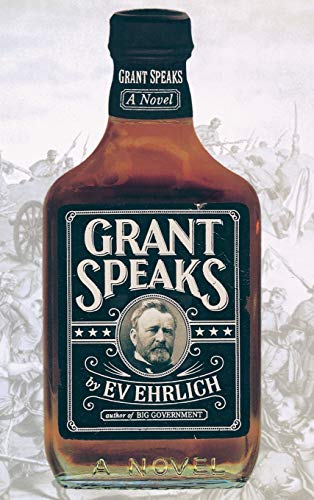 GRANT SPEAKS
A Novel
GRANT
SPEAKS
by EV EHRLICH
author of BIG GOVERNMENT
A NOVEL